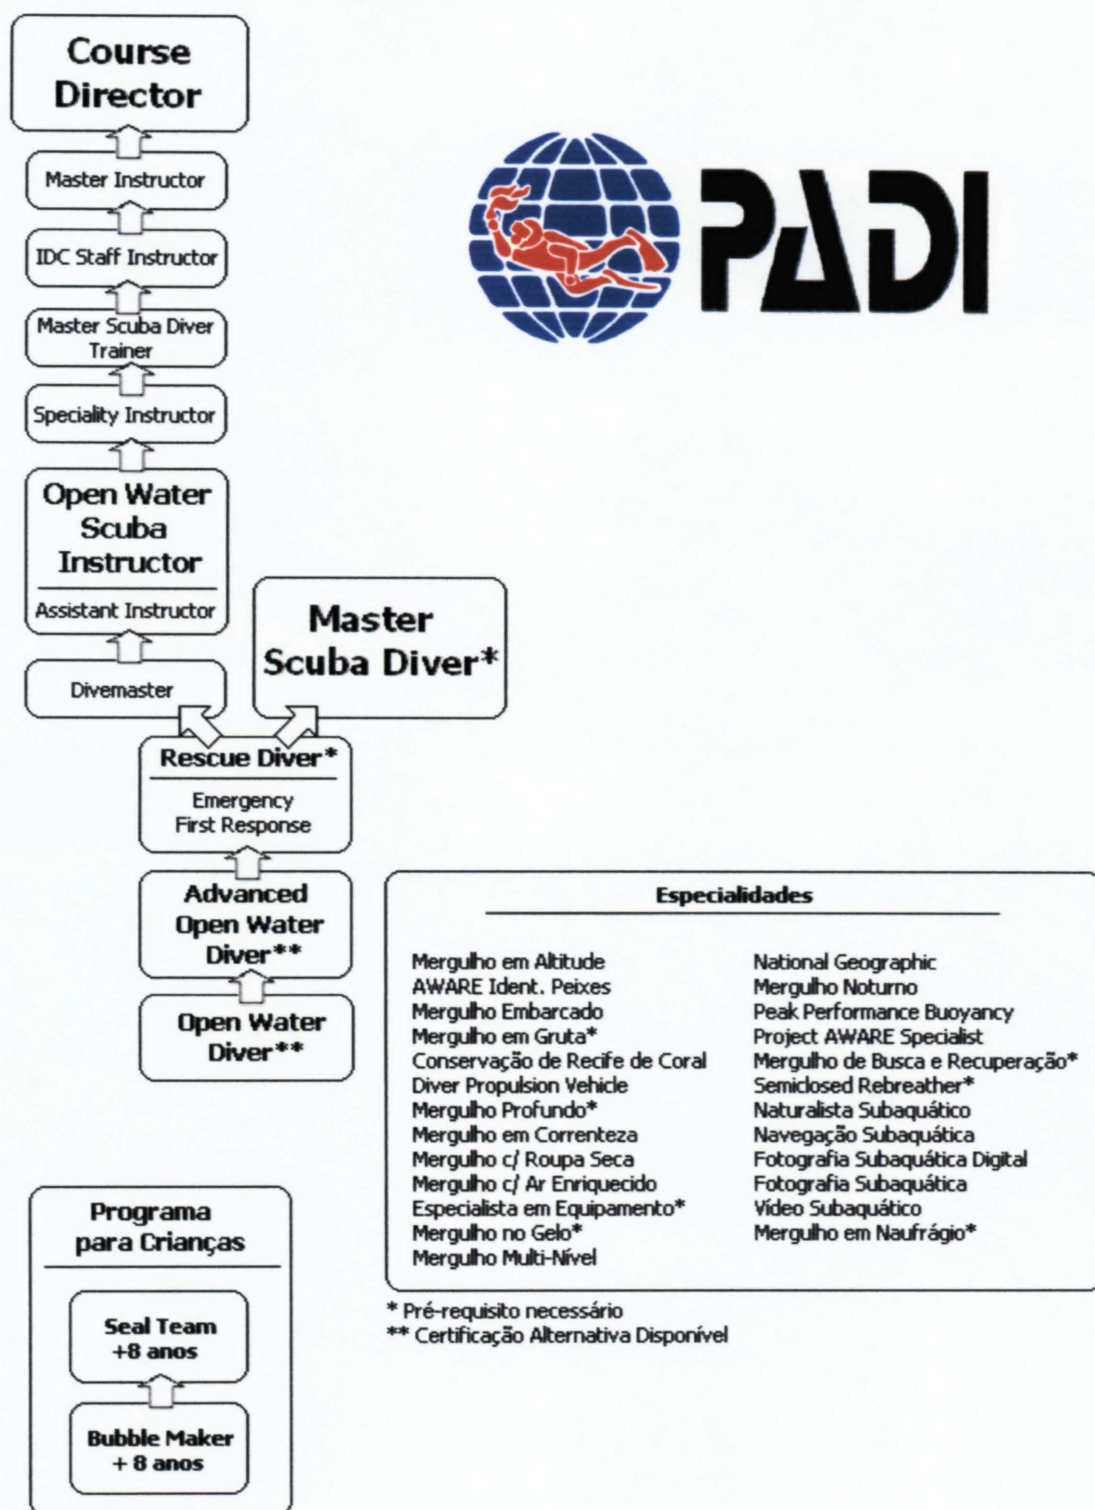 Course
Director
Master Instructor
IDC Staff Instructor
Master Scuba Diver
Trainer
Speciality Instructor
Open Water
Scuba
Instructor
Assistant Instructor
Divemaster
PADI
Master
Scuba Diver*
Rescue Diver*
Emergency
First Response
Advanced
Open Water
Diver**
Open Water
Diver**
Especialidades
Mergulho em Altitude
AWARE Ident. Peixes
Mergulho Embarcado
Mergulho em Gruta*
Conservação de Recife de Coral
Diver Propulsion Vehicle
Mergulho Profundo*
Mergulho em Correnteza
Mergulho c/ Roupa Seca
Mergulho c/ Ar Enriquecido
Especialista em Equipamento*
Mergulho no Gelo*
Mergulho Multi-Nível
National Geographic
Mergulho Noturno
Peak Performance Buoyancy
Project AWARE Specialist
Mergulho de Busca e Recuperação*
Semiclosed Rebreather*
Naturalista Subaquático
Navegação Subaquática
Fotografia Subaquática Digital
Fotografia Subaquática
Vídeo Subaquático
Mergulho em Naufrágio*
* Pré-requisito necessário
** Certificação Alternativa Disponível
Programa
para Crianças
Seal Team
+8 anos
Bubble Maker
+ 8 anos